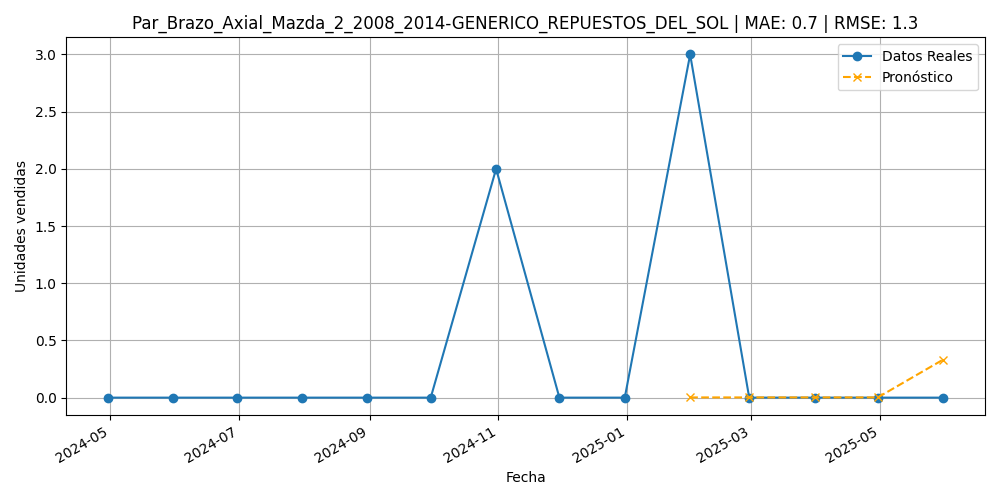 Par_Brazo_Axial_Mazda_2_2008_2014-GENERICO_REPUESTOS_DEL_SOL | MAE: 0.7 | RMSE: 1.3
Datos Reales
Pronóstico
Unidades vendidas
3.0
2.5
2.0
1.5
1.0
0.5
0.0
2024-05
2024-07
2024-09
2024-11
2025-01
2025-03
2025-05
Fecha